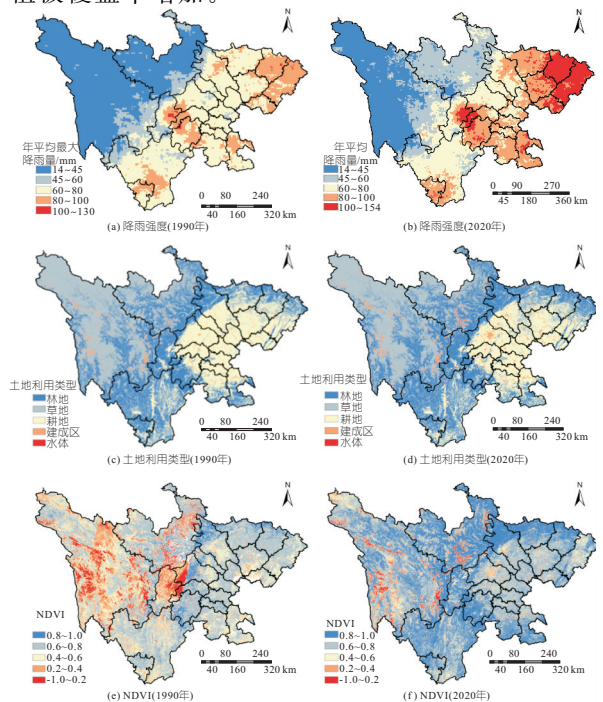 植被覆盖率增加。
N
年平均最大
降雨量/mm
14~45
45~60
60~80
80~100
100~130
0 80 240
40 160 320 km
(a) 降雨强度(1990年)
N
年平均
降雨量/mm
14~45
45~60
60~80
80~100
100~154
0 90 270
45 180 360 km
(b) 降雨强度(2020年)
N
土地利用类型
林地
草地
耕地
建成区
水体
0 80 240
40 160 320 km
(c) 土地利用类型(1990年)
N
土地利用类型
林地
草地
耕地
建成区
水体
0 80 240
40 160 320 km
(d) 土地利用类型(2020年)
N
NDVI
0.8~1.0
0.6~0.8
0.4~0.6
0.2~0.4
-1.0~0.2
0 80 240
40 160 320 km
(e) NDVI(1990年)
N
NDVI
0.8~1.0
0.6~0.8
0.4~0.6
0.2~0.4
-1.0~0.2
0 80 240
40 160 320 km
(f) NDVI(2020年)